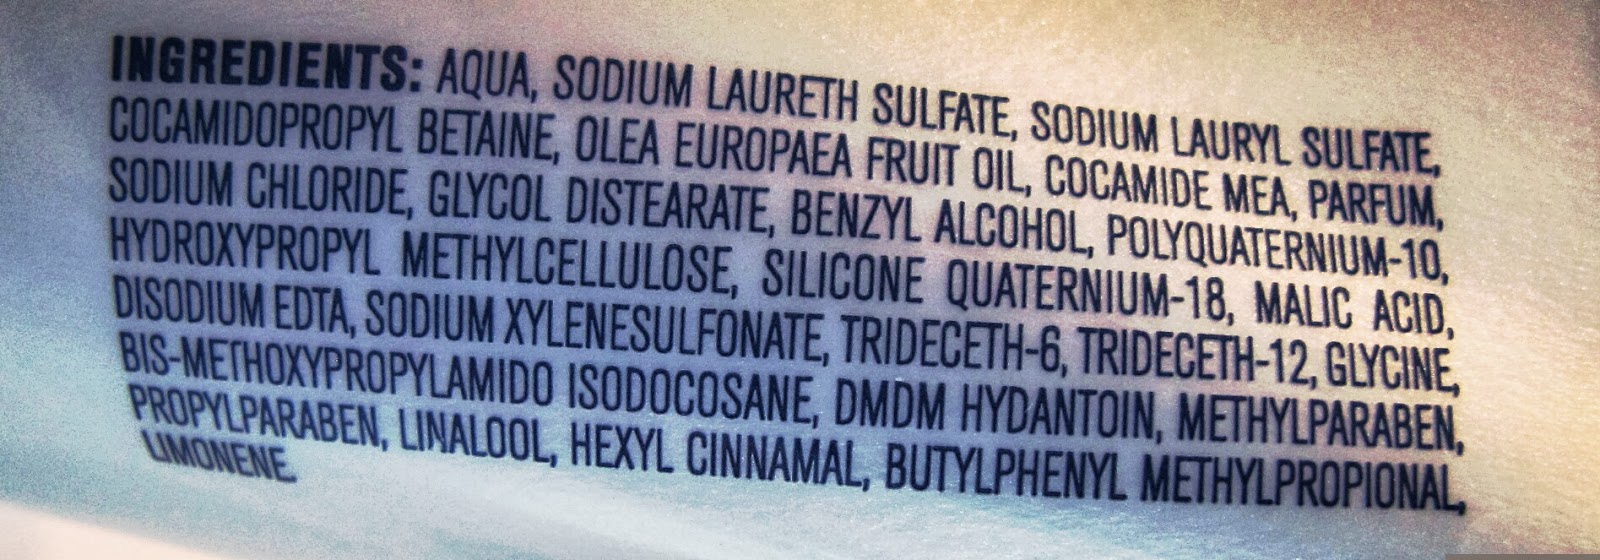 INGREDIENTS: AQUA, SODIUM LAURETH SULFATE, SODIUM LAURYL SULFATE,
COCAMIDOPROPYL BETAINE, OLEA EUROPAEA FRUIT OIL, COCAMIDE MEA, PARFUM,
SODIUM CHLORIDE, GLYCOL DISTEARATE, BENZYL ALCOHOL, POLYQUATERNIUM-10,
HYDROXYPROPYL METHYLCELLULOSE, SILICONE QUATERNIUM-18, MALIC ACID,
DISODIUM EDTA, SODIUM XYLENESULFONATE, TRIDECETH-6, TRIDECETH-12, GLYCINE,
BIS-METHOXYPROPYLAMIDO ISODOCOSANE, DMDM HYDANTOIN, METHYLPARABEN,
PROPYLPARABEN, LINALOOL, HEXYL CINNAMAL, BUTYLPHENYL METHYLPROPIONAL,
LIMONENE.